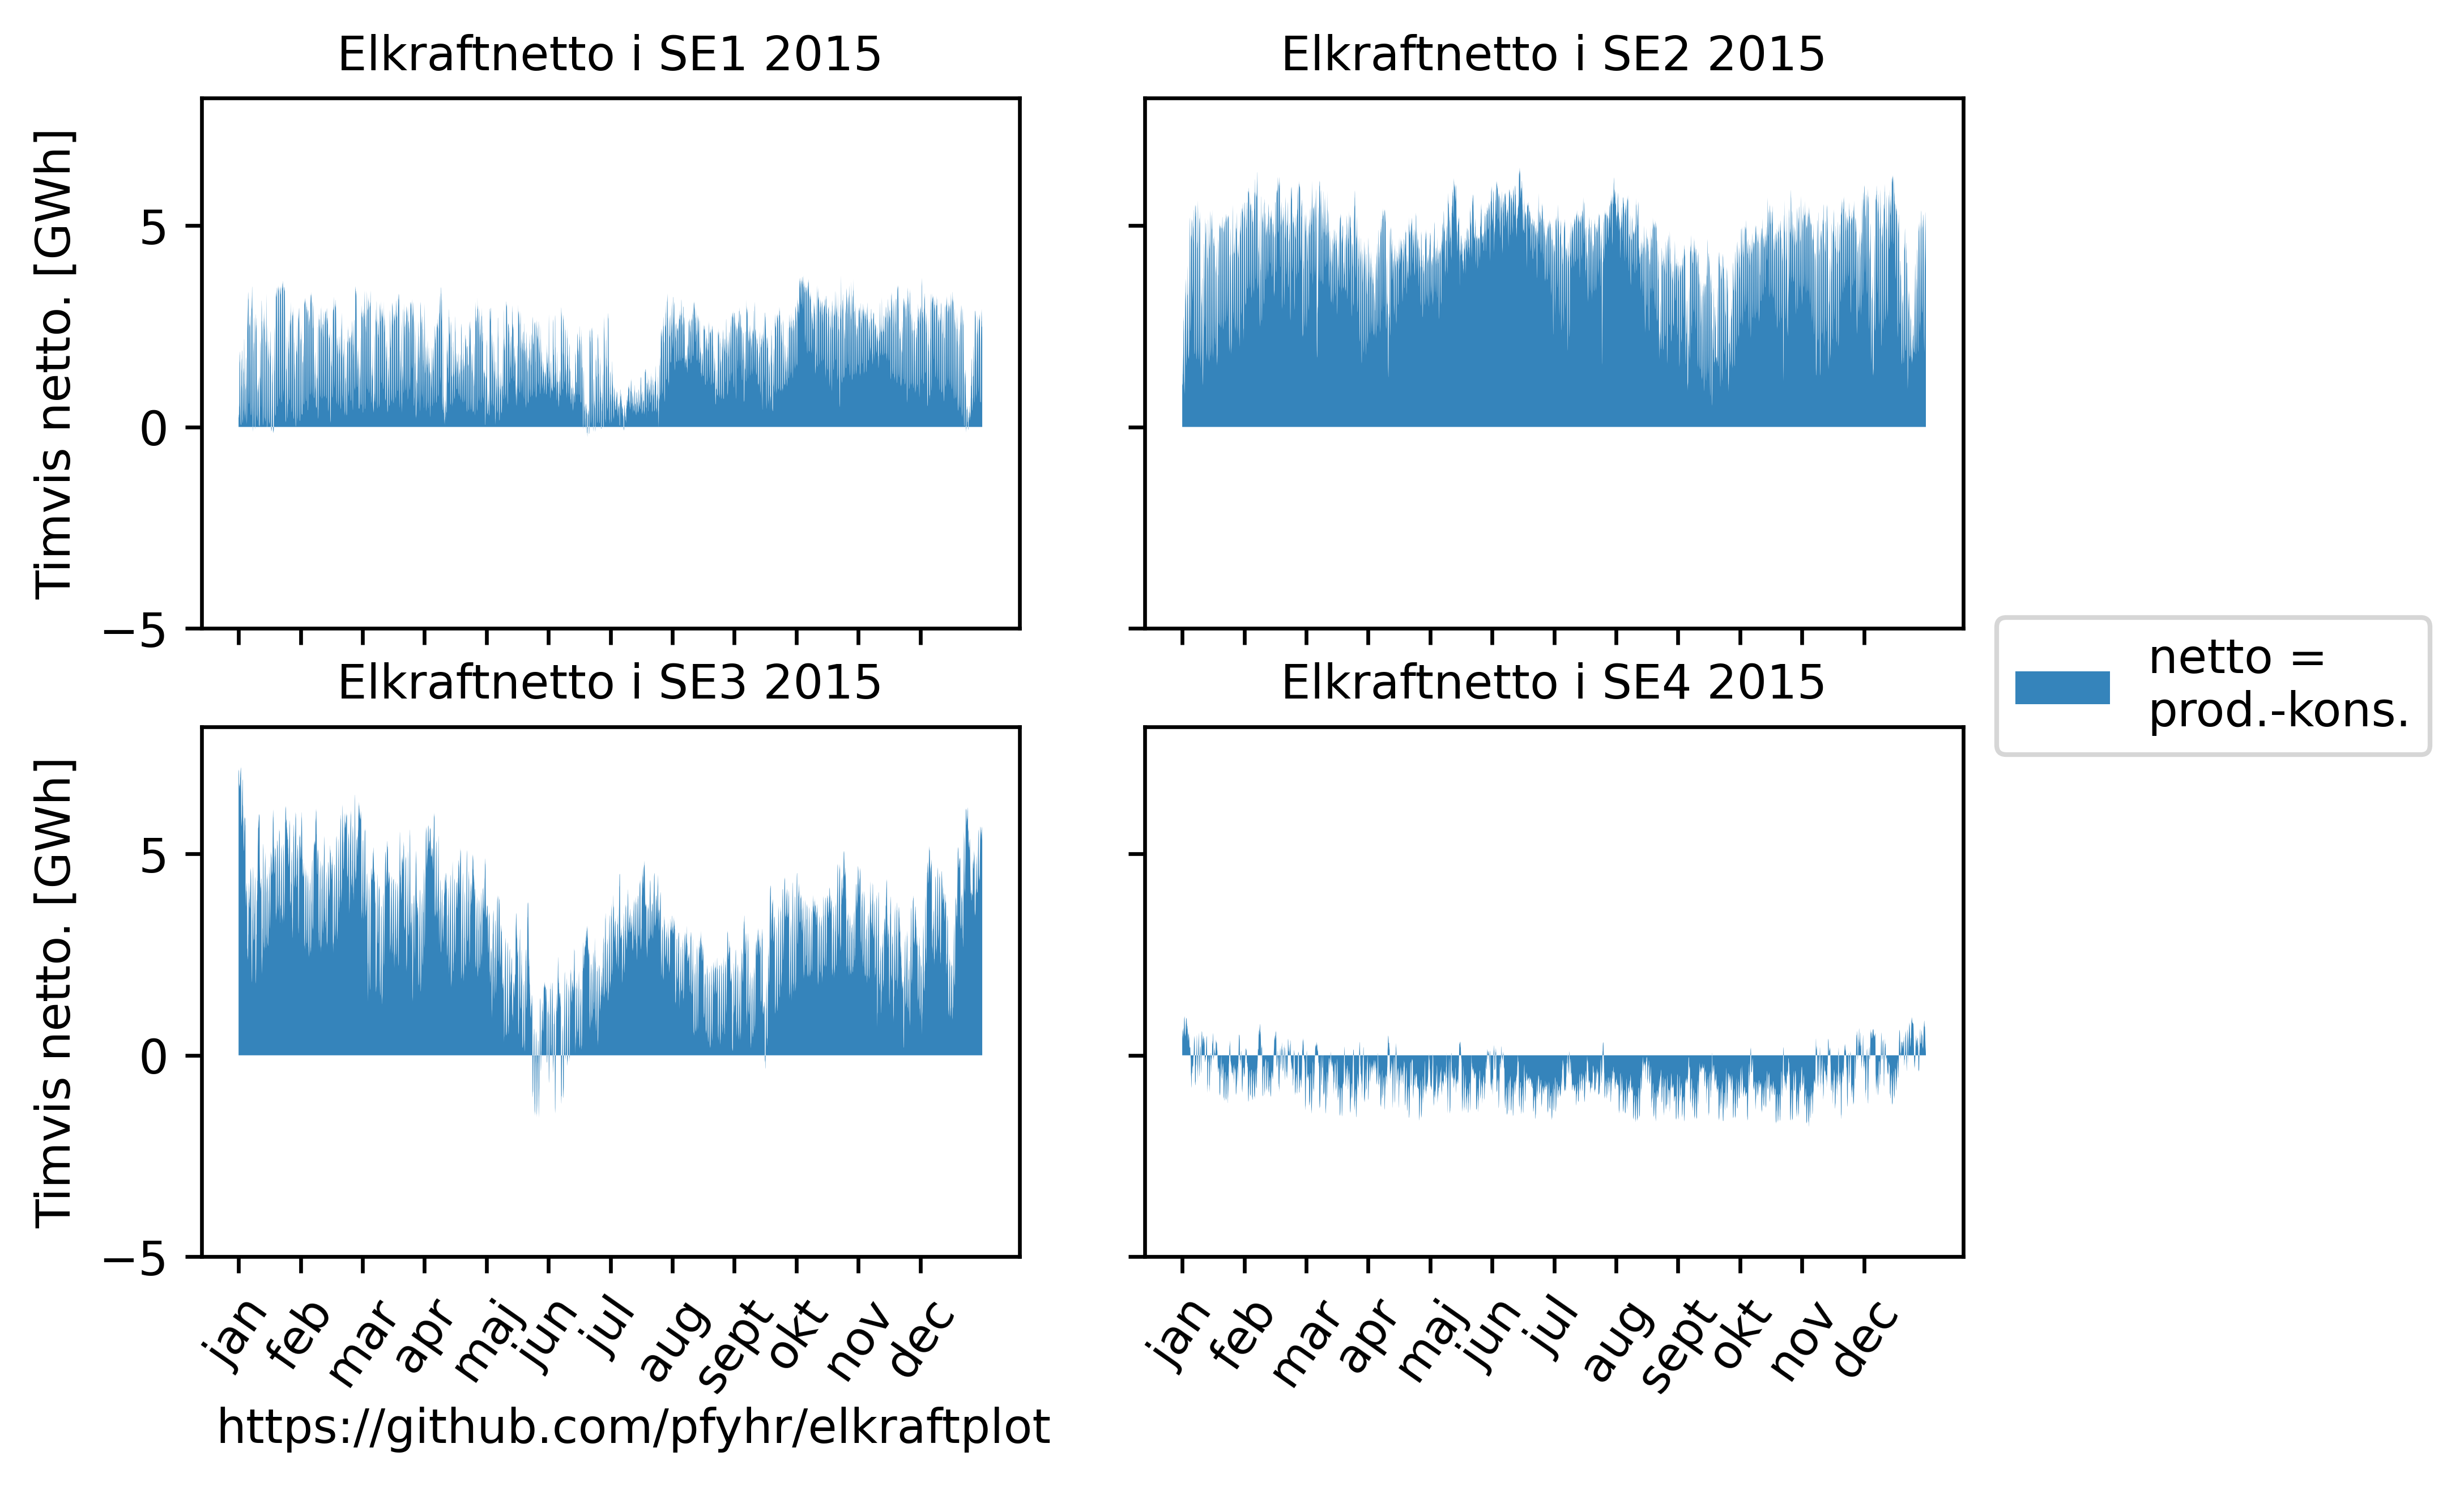 Elkraftnetto i SE1 2015
Elkraftnetto i SE2 2015
Timvis netto. [GWh]
5
0
−5
Elkraftnetto i SE3 2015
Elkraftnetto i SE4 2015
netto =
prod.-kons.
Timvis netto. [GWh]
5
0
−5
jan
feb
mar
apr
maj
jun
jul
aug
sept
okt
nov
dec
jan
feb
mar
apr
maj
jun
jul
aug
sept
okt
nov
dec
https://github.com/pfyhr/elkraftplot